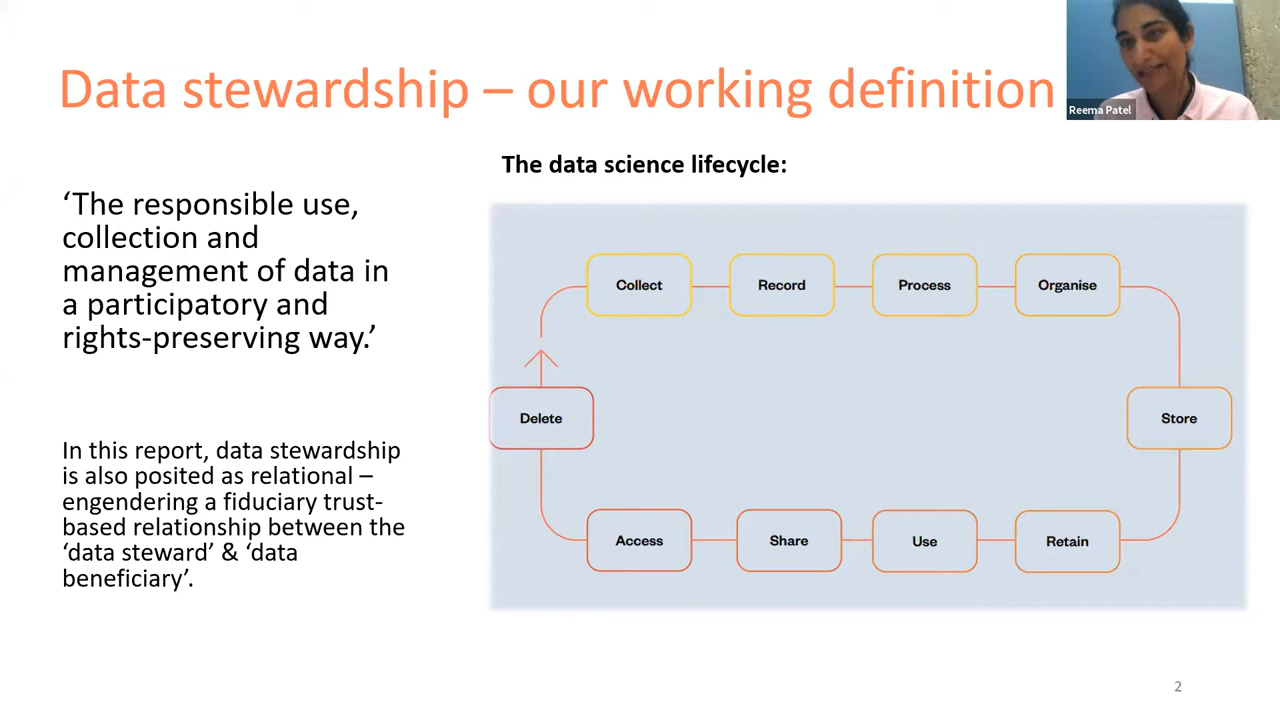 Data stewardship – our working definition
Reema Patel
The data science lifecycle:
‘The responsible use,
collection and
management of data in
a participatory and
rights-preserving way.’
In this report, data stewardship
is also posited as relational –
engendering a fiduciary trust-
based relationship between the
‘data steward’ & ‘data
beneficiary’.
Collect
Record
Process
Organise
Delete
Store
Access
Share
Use
Retain
2